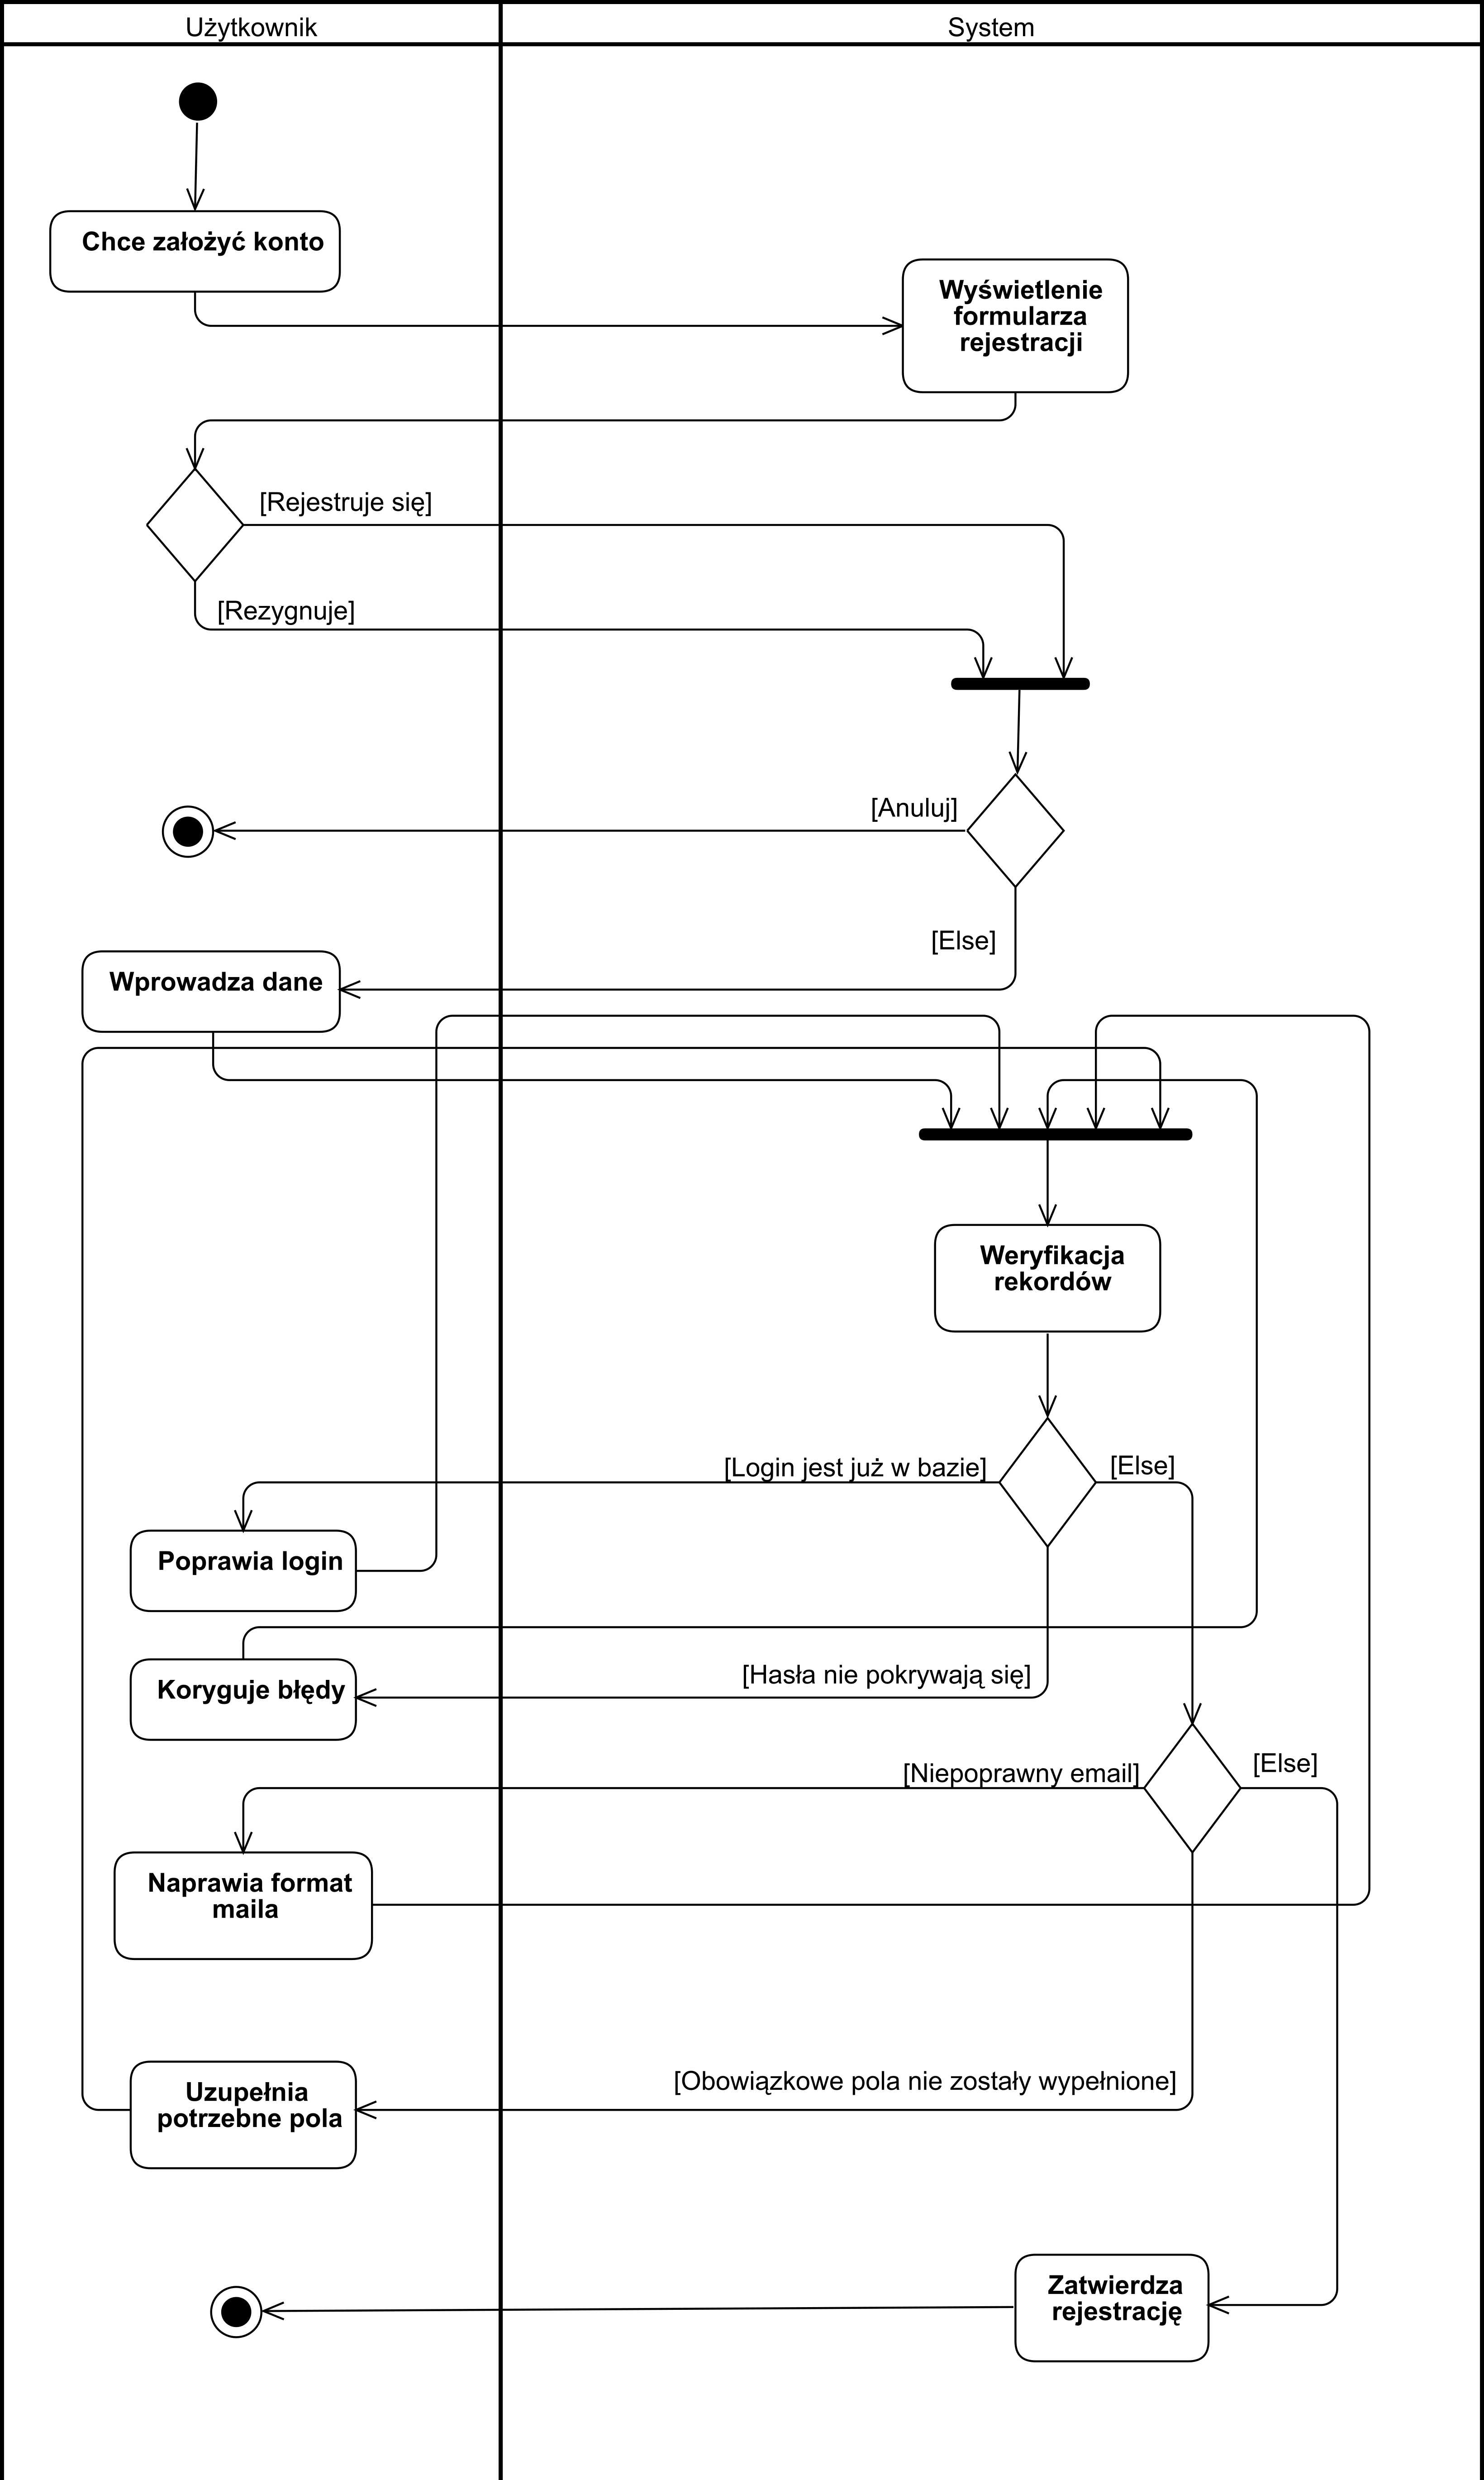 Użytkownik
System
Chce założyć konto
Wyświetlenie
formularza
rejestracji
[Rejestruje się]
[Rezygnuje]
[Anuluj]
[Else]
Wprowadza dane
Weryfikacja
rekordów
[Login jest już w bazie]
[Else]
Poprawia login
[Hasła nie pokrywają się]
Koryguje błędy
[Niepoprawny email]
[Else]
Naprawia format
maila
[Obowiązkowe pola nie zostały wypełnione]
Uzupełnia
potrzebne pola
Zatwierdza
rejestrację